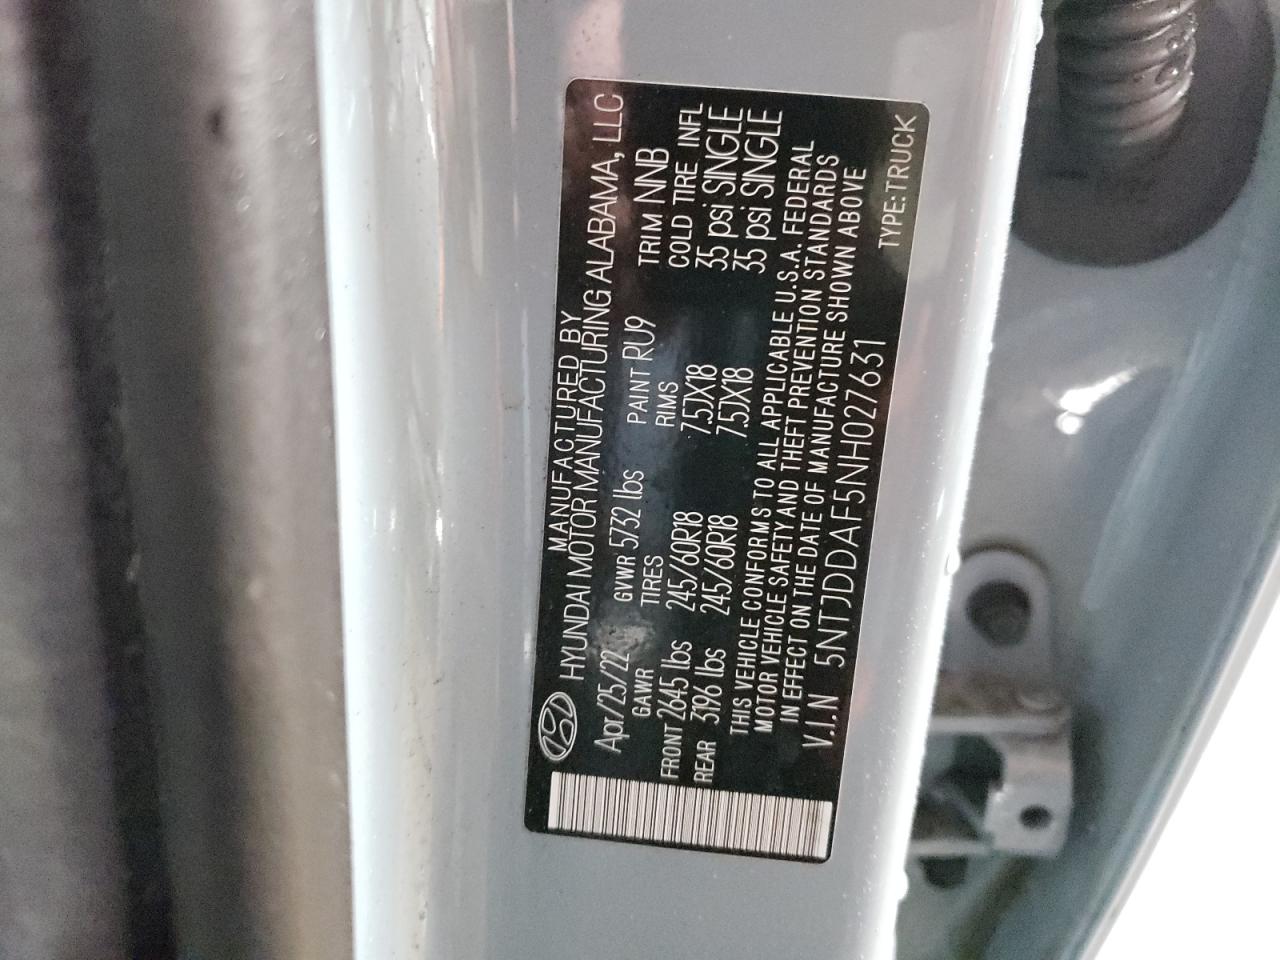 MANUFACTURED BY
HYUNDAI MOTOR MANUFACTURING ALABAMA, LLC
Apr/25/22 GVWR 5732 lbs PAINT RU9 TRIM NNB
GAWR TIRES RIMS COLD TIRE INFL
FRONT 2645 lbs 245/60R18 7.5JX18 35 psi SINGLE
REAR 3196 lbs 245/60R18 7.5JX18 35 psi SINGLE
THIS VEHICLE CONFORMS TO ALL APPLICABLE U.S.A. FEDERAL
MOTOR VEHICLE SAFETY AND THEFT PREVENTION STANDARDS
IN EFFECT ON THE DATE OF MANUFACTURE SHOWN ABOVE
V.I.N 5NTJDDAF5NH027631 TYPE:TRUCK